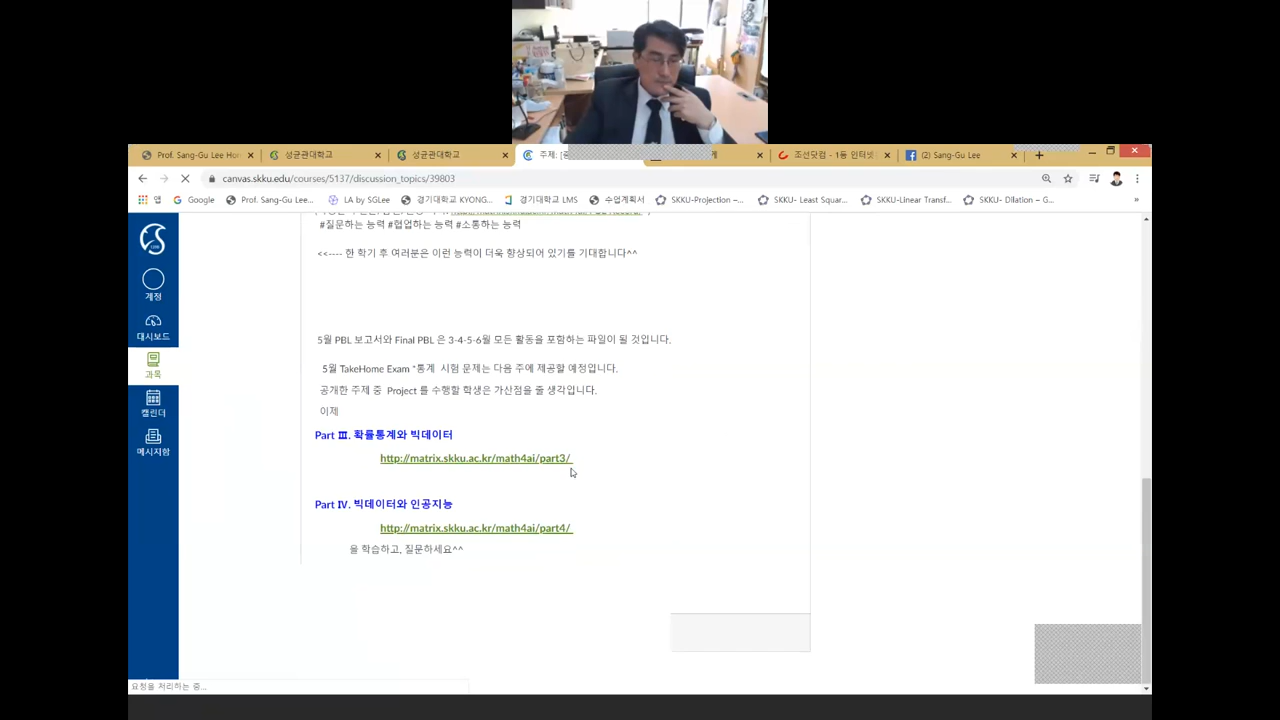 Prof. Sang-Gu Lee Hor
성균관대학교
성균관대학교
주제: [중
계
조선닷컴 - 1등 인터넷
(2) Sang-Gu Lee
canvas.skku.edu/courses/5137/discussion_topics/39803
앱
Google
Prof. Sang-Gu Lee...
LA by SGLee
경기대학교 KYONG...
경기대학교 LMS
수업계획서
SKKU-Projection –...
SKKU- Least Squar...
SKKU-Linear Transf...
SKKU- Dilation – G...
»
#질문하는 능력 #협업하는 능력 #소통하는 능력
<<---- 한 학기 후 여러분은 이런 능력이 더욱 향상되어 있기를 기대합니다^^
계정
대시보드
과목
캘린더
메시지함
5월 PBL 보고서와 Final PBL 은 3-4-5-6월 모든 활동을 포함하는 파일이 될 것입니다.
5월 TakeHome Exam *통계 시험 문제는 다음 주에 제공할 예정입니다.
공개한 주제 중 Project 를 수행할 학생은 가산점을 줄 생각입니다.
이제
Part Ⅲ. 확률통계와 빅데이터
http://matrix.skku.ac.kr/math4ai/part3/
Part Ⅳ. 빅데이터와 인공지능
http://matrix.skku.ac.kr/math4ai/part4/
을 학습하고, 질문하세요^^
요청을 처리하는 중...